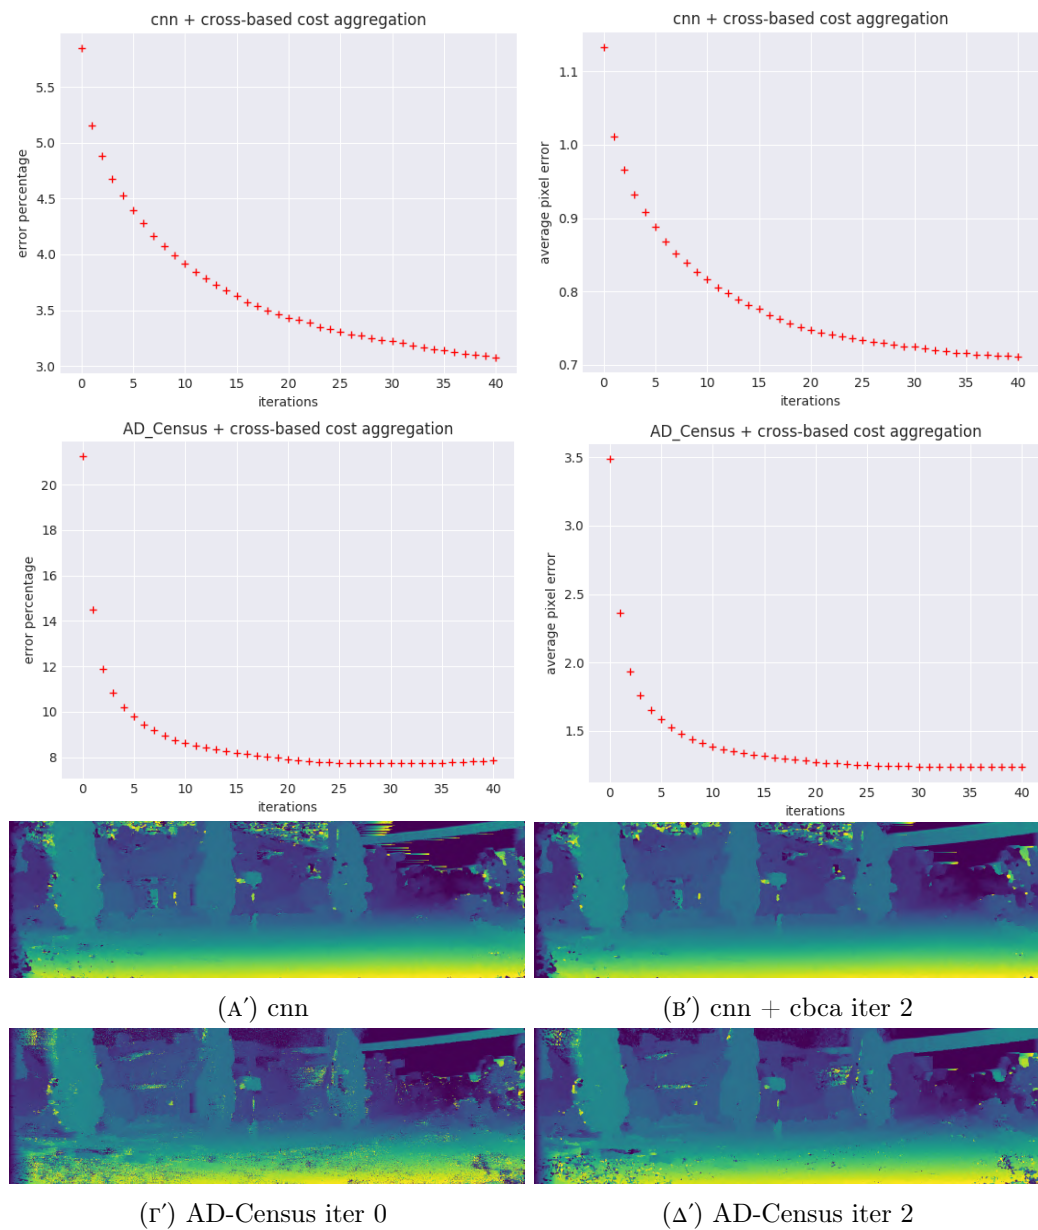 cnn + cross-based cost aggregation
5.5
5.0
4.5
4.0
3.5
3.0
error percentage
0 5 10 15 20 25 30 35 40
iterations
cnn + cross-based cost aggregation
1.1
1.0
0.9
0.8
0.7
average pixel error
0 5 10 15 20 25 30 35 40
iterations
AD_Census + cross-based cost aggregation
20
18
16
14
12
10
8
error percentage
0 5 10 15 20 25 30 35 40
iterations
AD_Census + cross-based cost aggregation
3.5
3.0
2.5
2.0
1.5
average pixel error
0 5 10 15 20 25 30 35 40
iterations
(Αʹ) cnn
(Βʹ) cnn + cbca iter 2
(Γʹ) AD-Census iter 0
(Δʹ) AD-Census iter 2